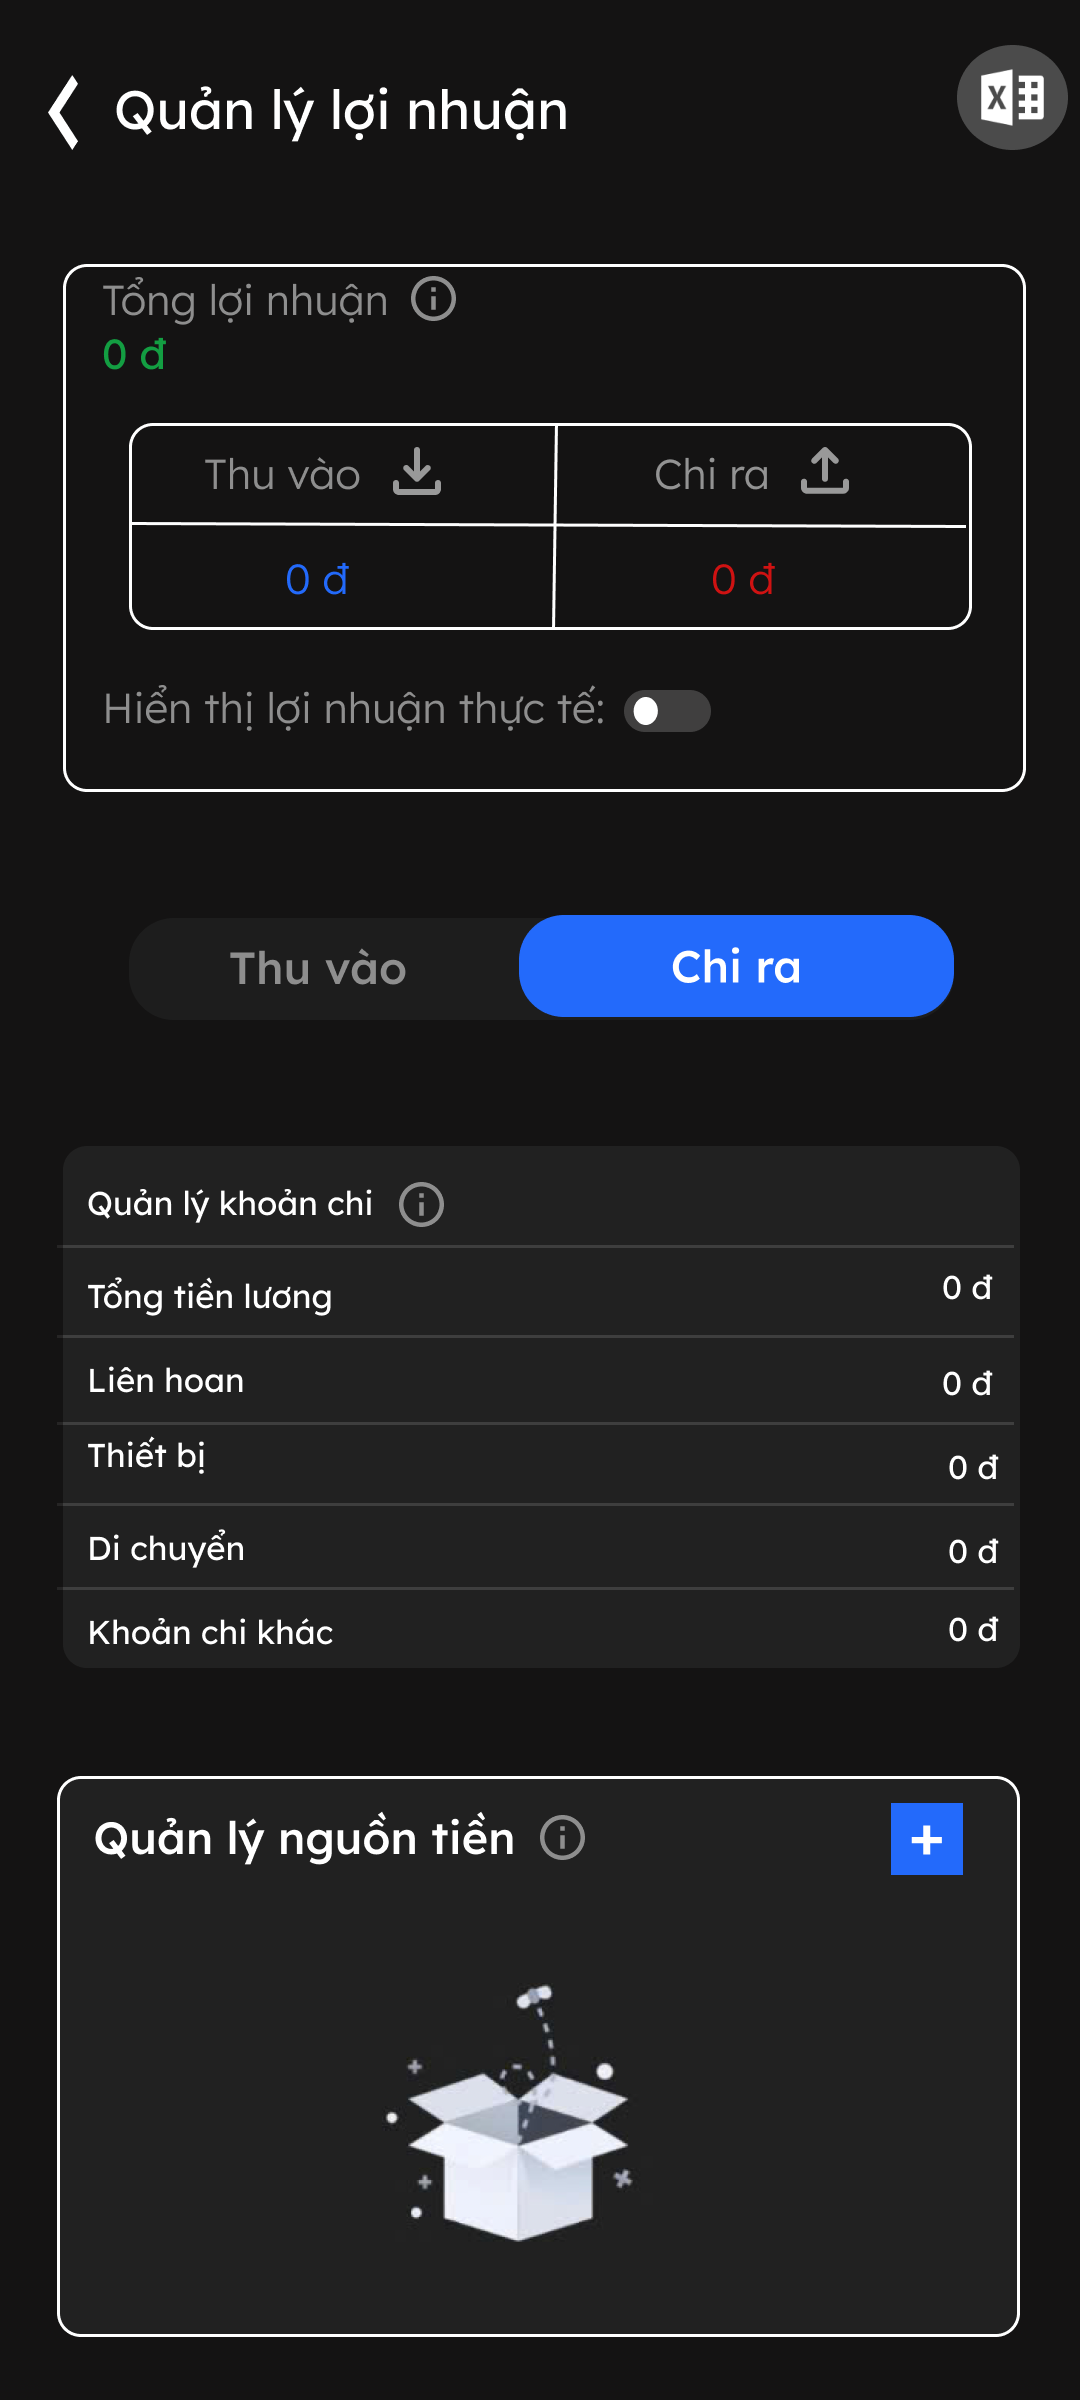 Quản lý lợi nhuận
X
Tổng lợi nhuận
0 đ
Thu vào
Chi ra
0 đ
0 đ
Hiển thị lợi nhuận thực tế:
Thu vào
Chi ra
Quản lý khoản chi
Tổng tiền lương
0 đ
Liên hoan
0 đ
Thiết bị
0 đ
Di chuyển
0 đ
Khoản chi khác
0 đ
Quản lý nguồn tiền
+